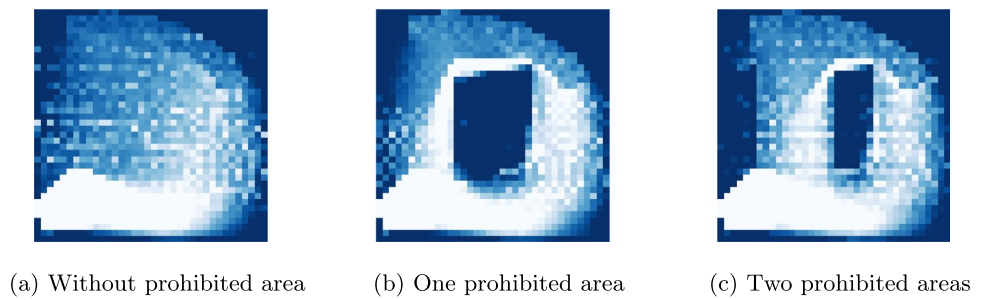 (a) Without prohibited area
(b) One prohibited area
(c) Two prohibited areas